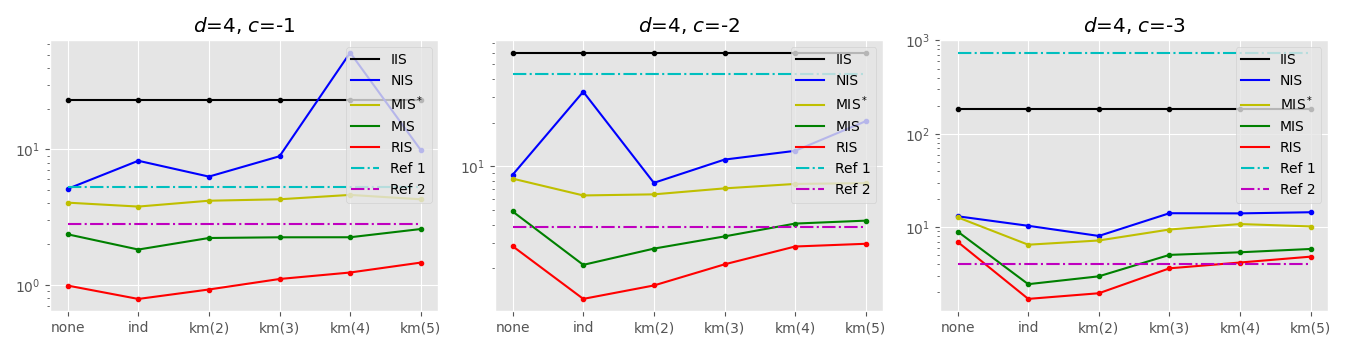 d=4, c=-1
10¹
10⁰
none ind km(2) km(3) km(4) km(5)
IIS
NIS
MIS*
MIS
RIS
Ref 1
Ref 2
d=4, c=-2
10¹
none ind km(2) km(3) km(4) km(5)
IIS
NIS
MIS*
MIS
RIS
Ref 1
Ref 2
d=4, c=-3
10³
10²
10¹
none ind km(2) km(3) km(4) km(5)
IIS
NIS
MIS*
MIS
RIS
Ref 1
Ref 2